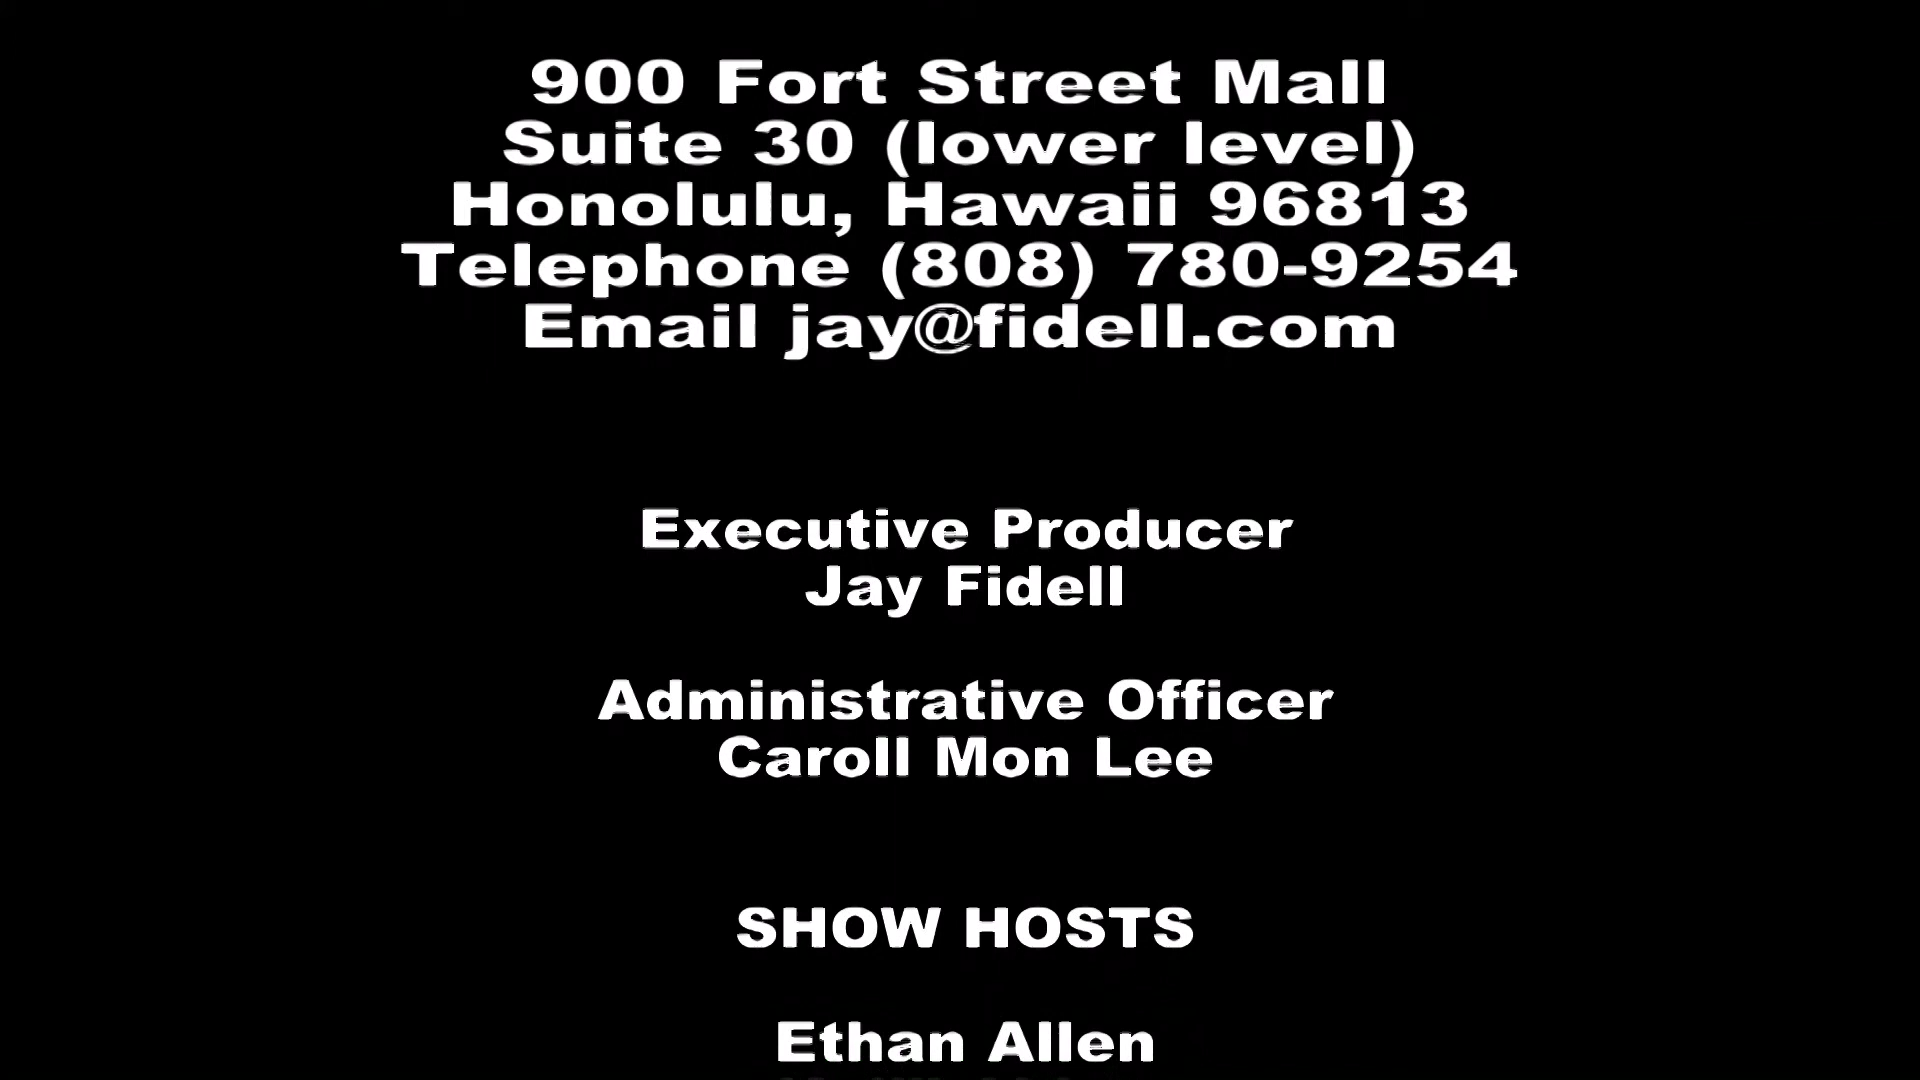 900 Fort Street Mall
Suite 30 (lower level)
Honolulu, Hawaii 96813
Telephone (808) 780-9254
Email jay@fidell.com
Executive Producer
Jay Fidell
Administrative Officer
Caroll Mon Lee
SHOW HOSTS
Ethan Allen